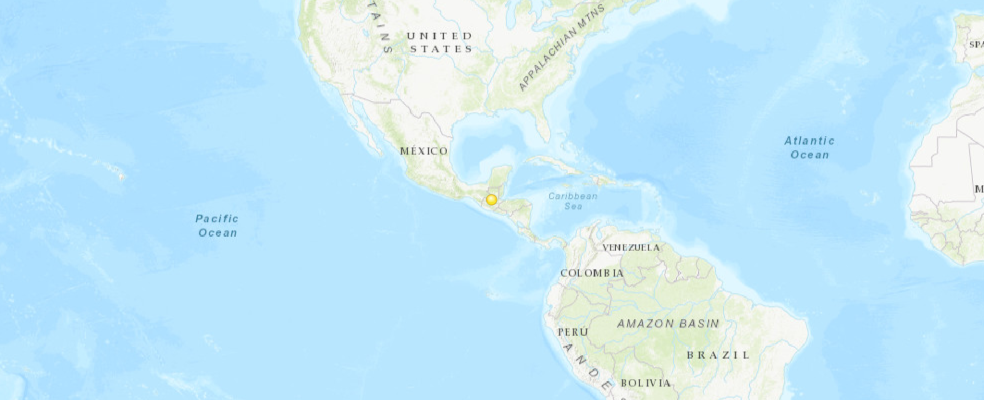 TAINS
UNITED
STATES
APPALACHIAN MTNS
SPA
MÉXICO
Atlantic
Ocean
M
Caribbean
Sea
Pacific
Ocean
VENEZUELA
COLOMBIA
AMAZON BASIN
PERÚ
BRAZIL
ANDES
BOLIVIA